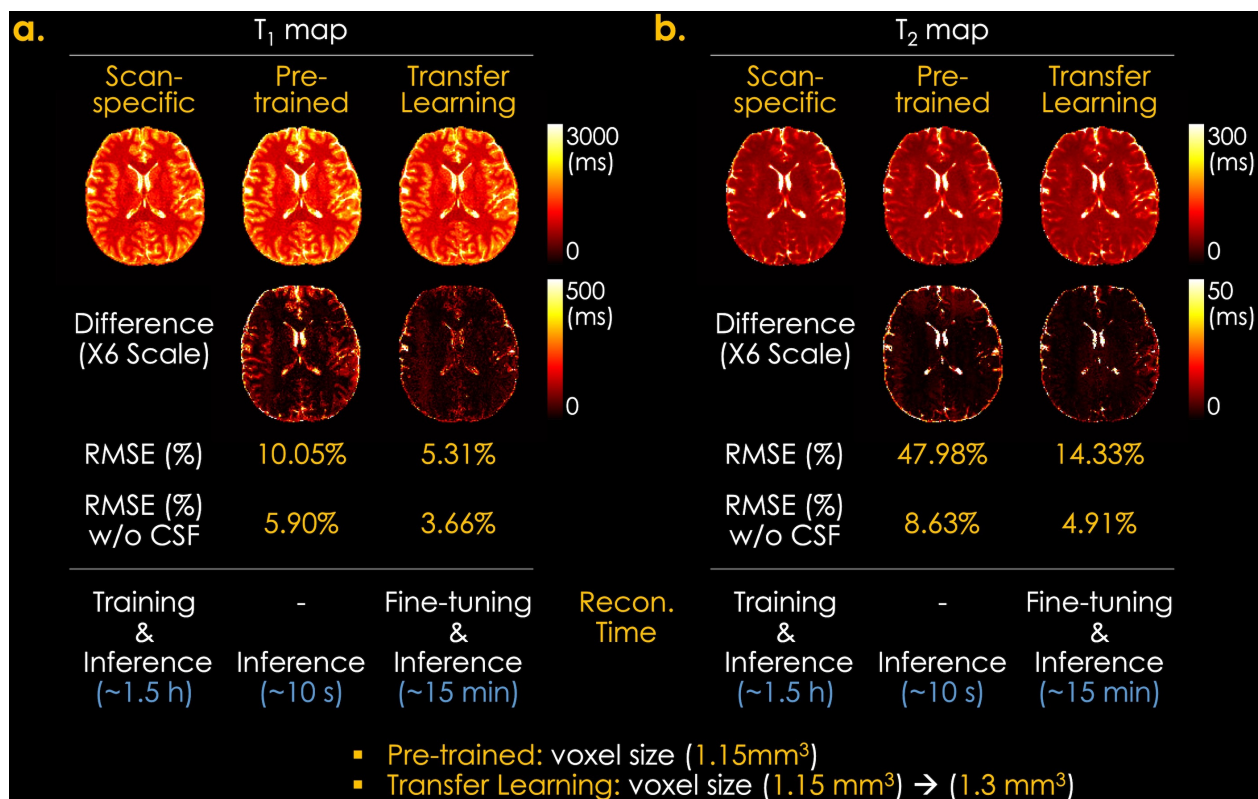 a.
T₁ map
Scan-specific
Pre-trained
Transfer Learning
3000
(ms)
0
Difference
(X6 Scale)
500
(ms)
0
RMSE (%) 10.05% 5.31%
RMSE (%)
w/o CSF 5.90% 3.66%
Training
&
Inference
(~1.5 h)
-
Inference
(~10 s)
Fine-tuning
&
Inference
(~15 min)
Recon.
Time
b.
T₂ map
Scan-specific
Pre-trained
Transfer Learning
300
(ms)
0
Difference
(X6 Scale)
50
(ms)
0
RMSE (%) 47.98% 14.33%
RMSE (%)
w/o CSF 8.63% 4.91%
Training
&
Inference
(~1.5 h)
-
Inference
(~10 s)
Fine-tuning
&
Inference
(~15 min)
▪ Pre-trained: voxel size (1.15mm³)
▪ Transfer Learning: voxel size (1.15 mm³) → (1.3 mm³)